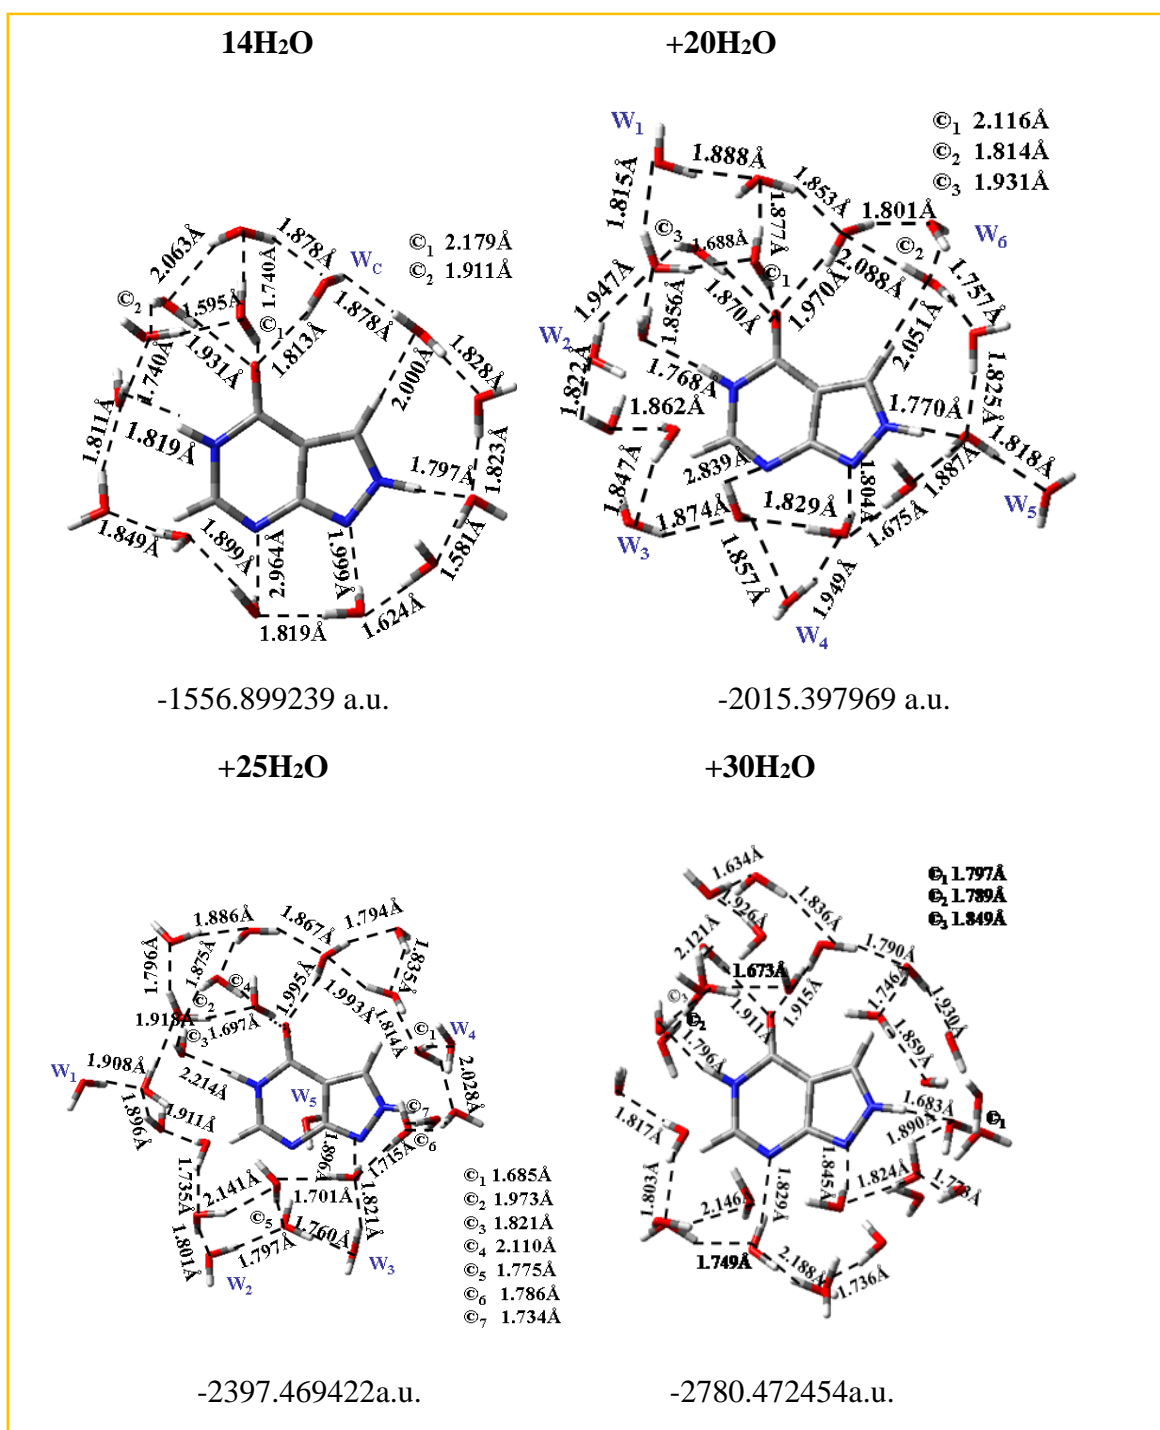 14H₂O
+20H₂O
W₁
©₁ 2.116Å
©₂ 1.814Å
©₃ 1.931Å
1.888Å
1.815Å
1.853Å
1.877Å
1.801Å
W₆
©₃
1.688Å
©₂
©₁
1.947Å
1.856Å
1.870Å
1.970Å
2.088Å
1.757Å
2.051Å
W₂
1.822Å
1.768Å
1.862Å
1.825Å
1.770Å
1.847Å
2.839Å
1.804Å
1.887Å
1.818Å
W₅
1.829Å
1.874Å
1.675Å
W₃
1.857Å
1.949Å
W₄
2.063Å
1.878Å
W_C
©₁ 2.179Å
©₂ 1.911Å
1.740Å
©₂
1.595Å
©₁
1.878Å
1.813Å
1.931Å
1.740Å
2.000Å
1.828Å
1.811Å
1.819Å
1.797Å
1.823Å
1.849Å
1.899Å
2.964Å
1.999Å
1.581Å
1.624Å
1.819Å
-1556.899239 a.u.
-2015.397969 a.u.
+25H₂O
+30H₂O
1.886Å
1.867Å
1.794Å
1.796Å
1.875Å
1.835Å
©₄
1.995Å
1.993Å
©₂
1.918Å
1.697Å
©₃
1.814Å
©₁
W₄
W₁
1.908Å
2.214Å
W₅
2.028Å
1.896Å
1.911Å
©₇
©₆
1.896Å
1.715Å
1.735Å
2.141Å
1.701Å
1.821Å
©₅
1.760Å
1.801Å
1.797Å
W₂
W₃
©₁ 1.685Å
©₂ 1.973Å
©₃ 1.821Å
©₄ 2.110Å
©₅ 1.775Å
©₆ 1.786Å
©₇ 1.734Å
©₁ 1.797Å
©₂ 1.789Å
©₃ 1.849Å
1.634Å
1.926Å
1.836Å
2.121Å
1.790Å
1.673Å
1.746Å
©₃
1.911Å
1.915Å
1.930Å
©₂
1.859Å
1.796Å
1.683Å
©₁
1.817Å
1.890Å
1.845Å
1.824Å
1.803Å
2.146Å
1.829Å
1.749Å
2.188Å
1.736Å
-2397.469422a.u.
-2780.472454a.u.